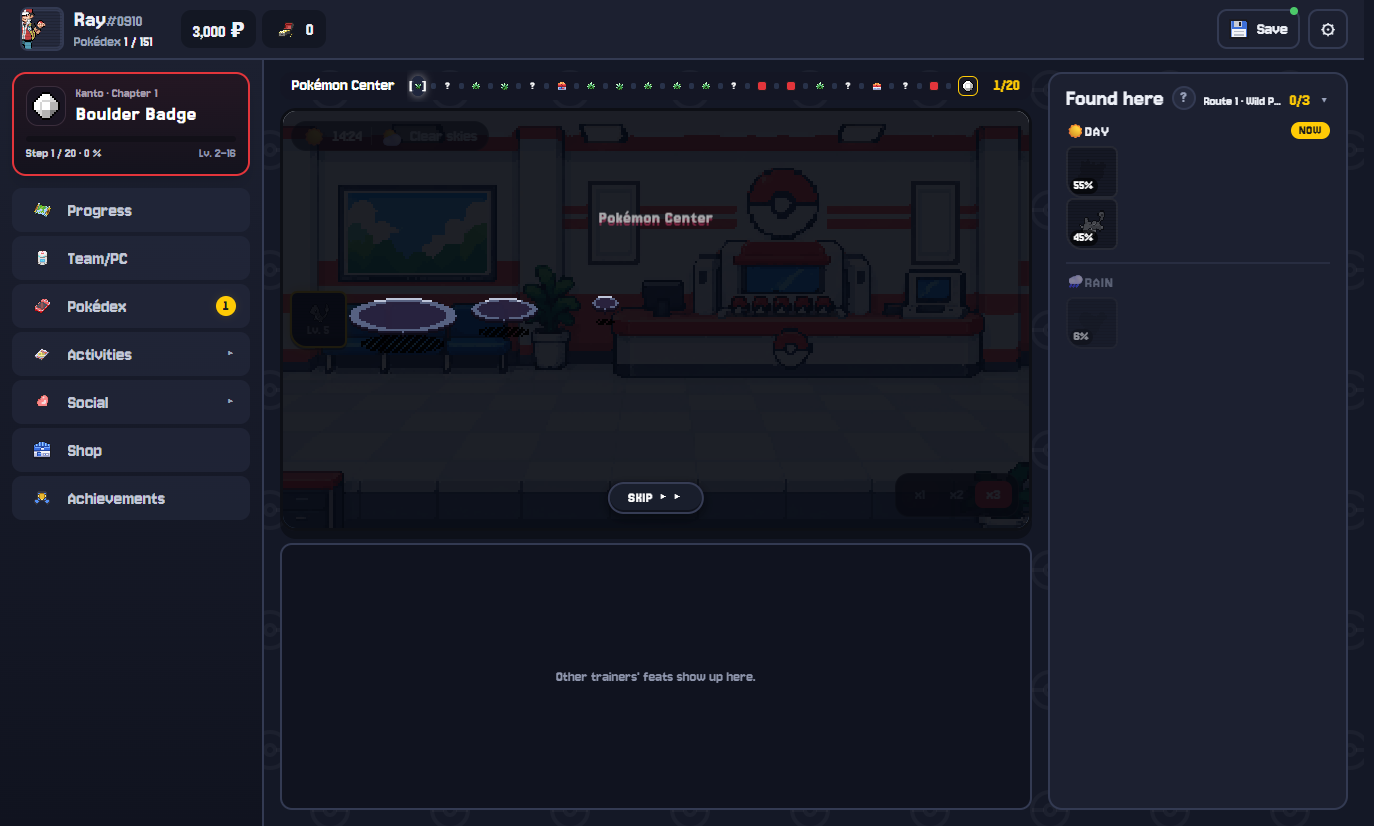 Ray#0910
Pokédex 1 / 151
3,000 ₽
0
Save
Kanto · Chapter 1
Boulder Badge
Step 1 / 20 · 0 %
Lv. 2–16
Progress
Team/PC
Pokédex
1
Activities
Social
Shop
Achievements
Pokémon Center
1/20
14:24
Clear skies
Pokémon Center
Lv. 5
SKIP
x1
x2
x3
Other trainers' feats show up here.
Found here
?
Route 1 · Wild P...
0/3
DAY
NOW
55%
45%
RAIN
6%